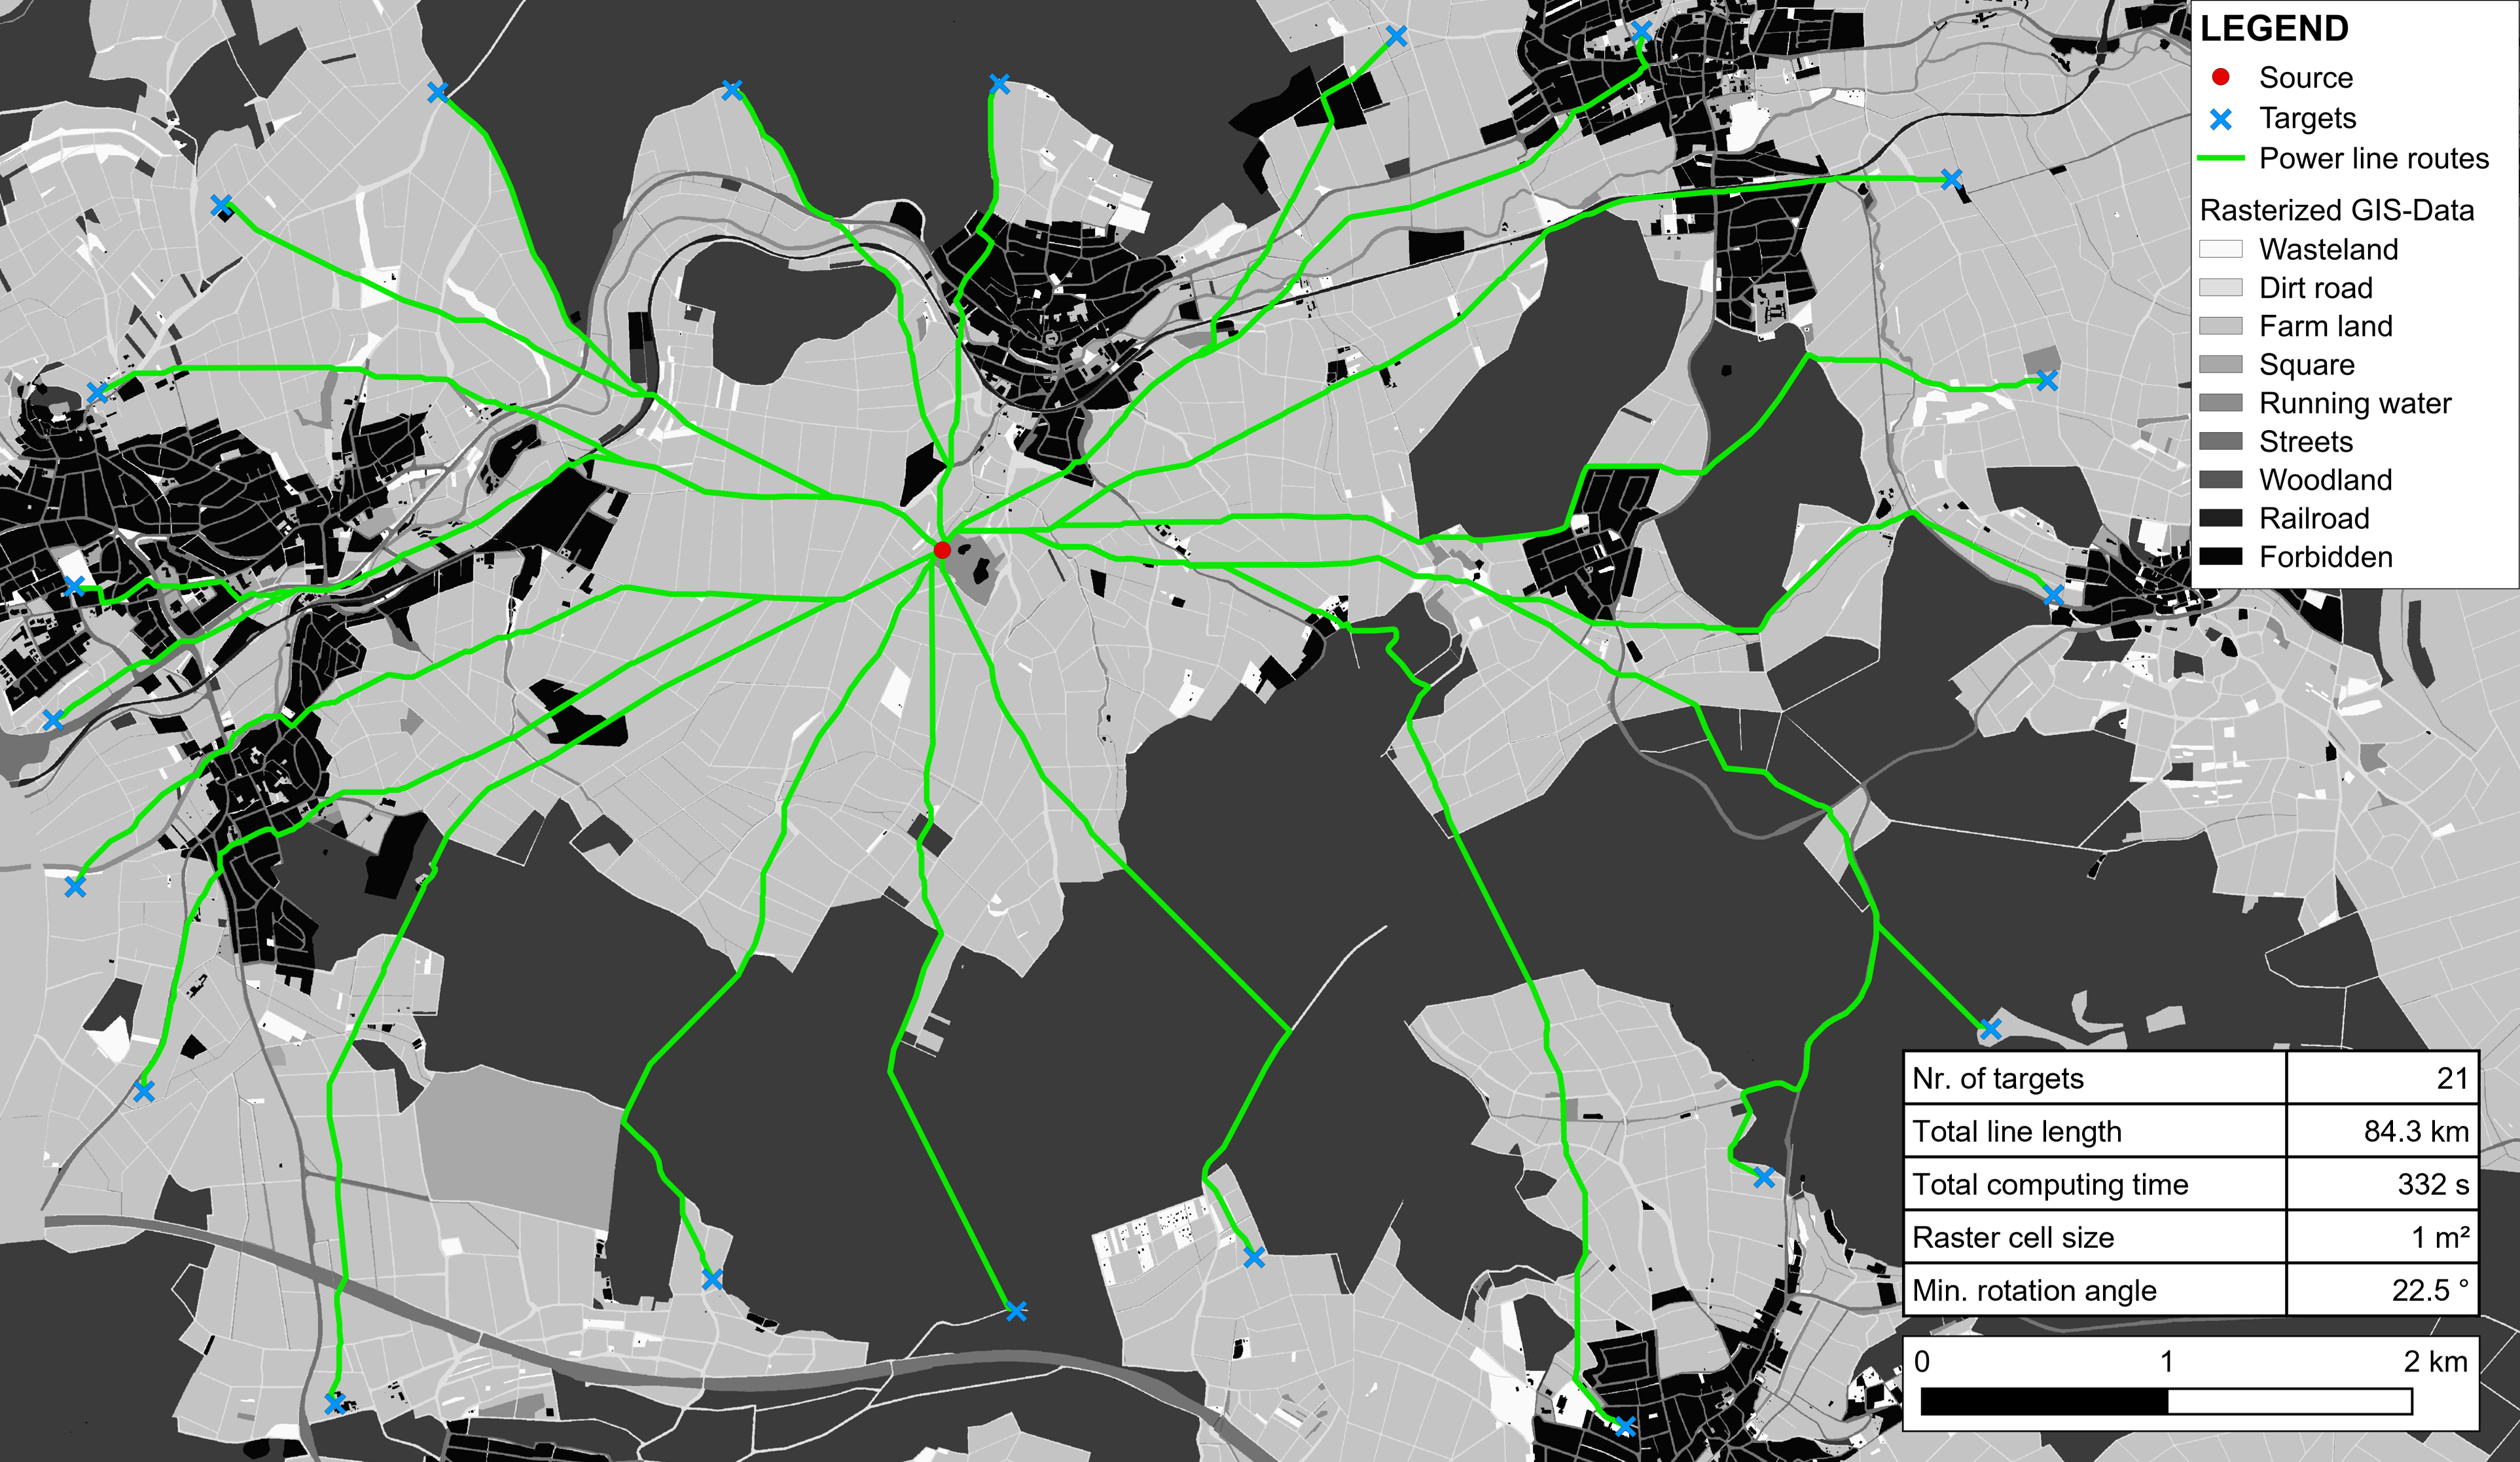 LEGEND
Source
Targets
Power line routes
Rasterized GIS-Data
Wasteland
Dirt road
Farm land
Square
Running water
Streets
Woodland
Railroad
Forbidden
Nr. of targets 21
Total line length 84.3 km
Total computing time 332 s
Raster cell size 1 m²
Min. rotation angle 22.5 °
0 1 2 km